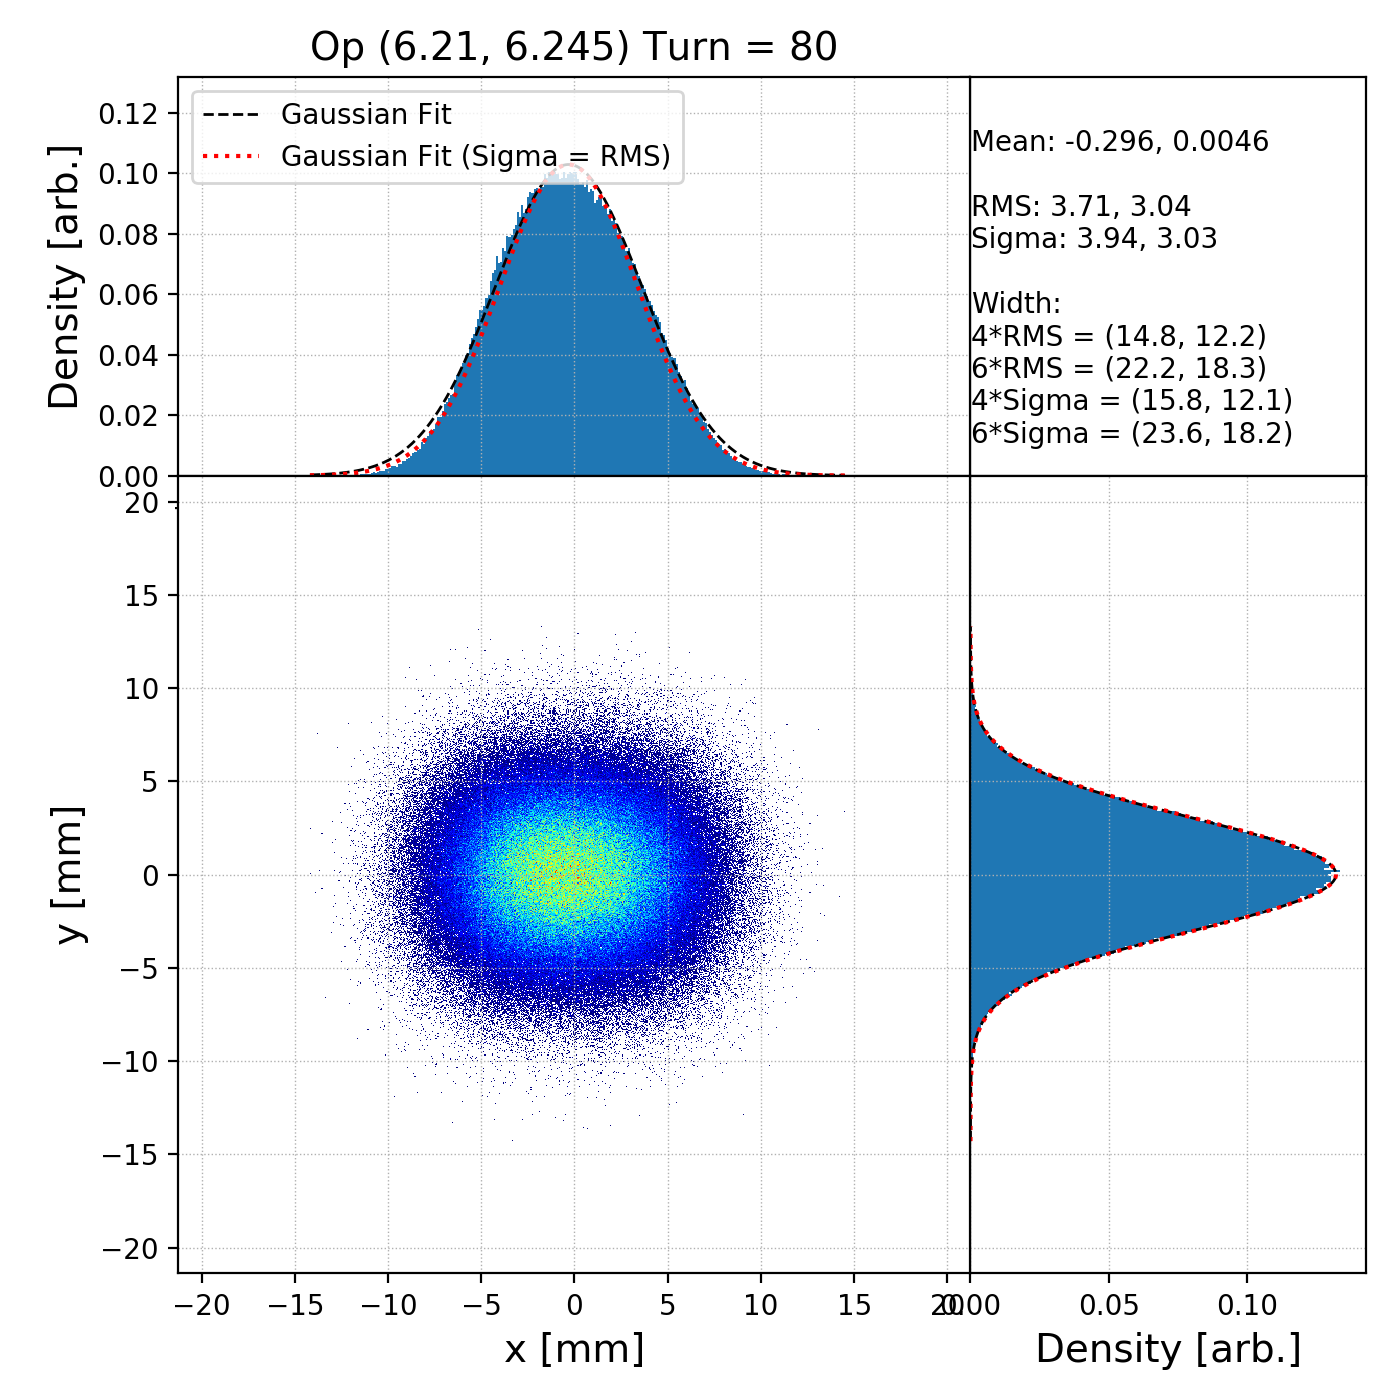 Op (6.21, 6.245) Turn = 80
Gaussian Fit
Gaussian Fit (Sigma = RMS)
Density [arb.]
0.12
0.10
0.08
0.06
0.04
0.02
0.00
Mean: -0.296, 0.0046
RMS: 3.71, 3.04
Sigma: 3.94, 3.03
Width:
4*RMS = (14.8, 12.2)
6*RMS = (22.2, 18.3)
4*Sigma = (15.8, 12.1)
6*Sigma = (23.6, 18.2)
y [mm]
20
15
10
5
0
−5
−10
−15
−20
−20 −15 −10 −5 0 5 10 15 20
x [mm]
0.00 0.05 0.10
Density [arb.]